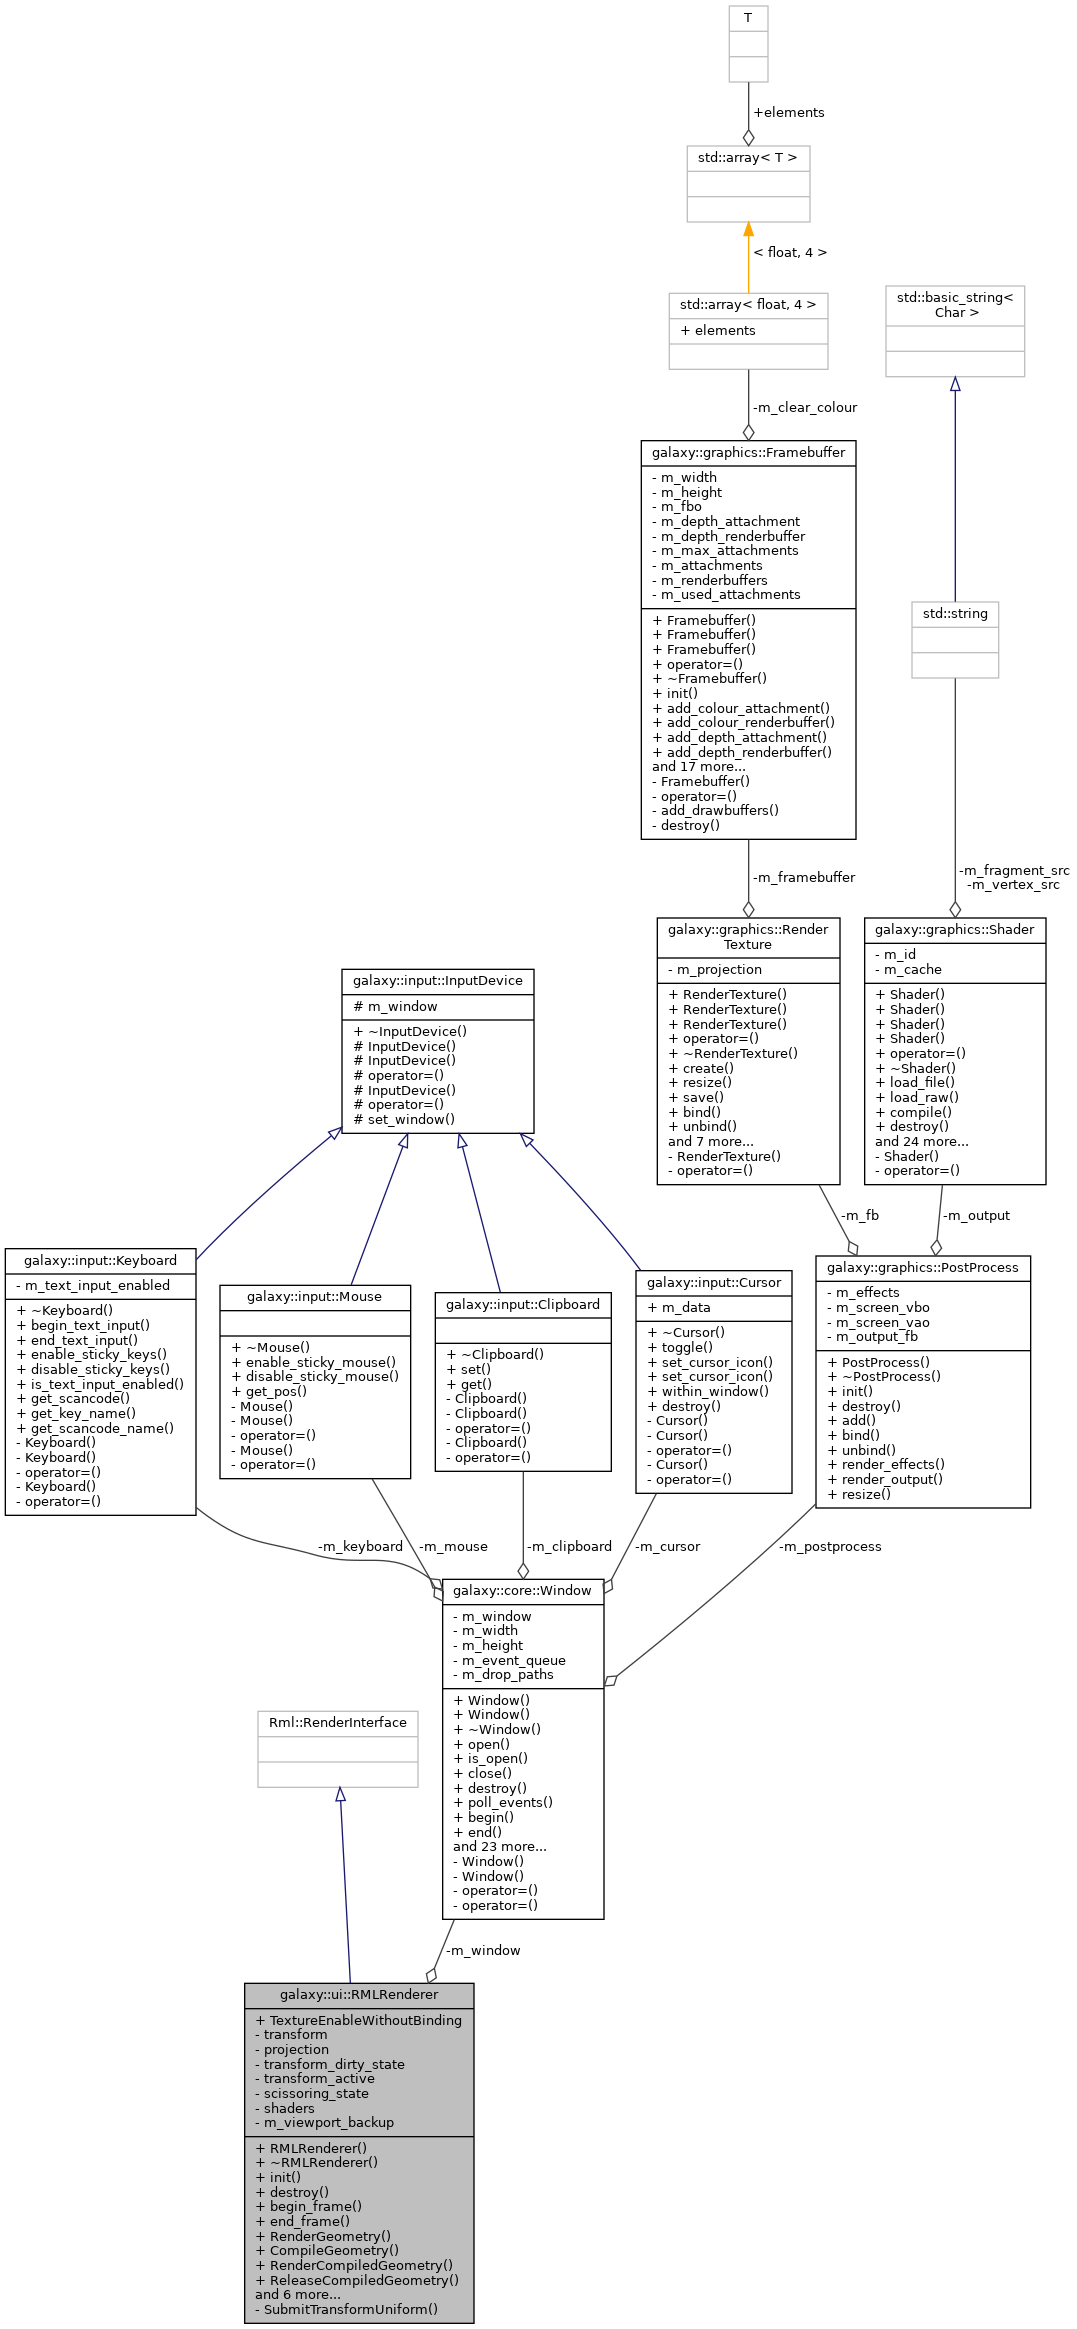 T
+elements
std::array< T >
< float, 4 >
std::array< float, 4 >
+ elements
std::basic_string<
Char >
-m_clear_colour
galaxy::graphics::Framebuffer
- m_width
- m_height
- m_fbo
- m_depth_attachment
- m_depth_renderbuffer
- m_max_attachments
- m_attachments
- m_renderbuffers
- m_used_attachments
+ Framebuffer()
+ Framebuffer()
+ Framebuffer()
+ operator=()
+ ~Framebuffer()
+ init()
+ add_colour_attachment()
+ add_colour_renderbuffer()
+ add_depth_attachment()
+ add_depth_renderbuffer()
and 17 more...
- Framebuffer()
- operator=()
- add_drawbuffers()
- destroy()
std::string
-m_framebuffer
-m_fragment_src
-m_vertex_src
galaxy::graphics::Render
Texture
- m_projection
+ RenderTexture()
+ RenderTexture()
+ RenderTexture()
+ operator=()
+ ~RenderTexture()
+ create()
+ resize()
+ save()
+ bind()
+ unbind()
and 7 more...
- RenderTexture()
- operator=()
galaxy::graphics::Shader
- m_id
- m_cache
+ Shader()
+ Shader()
+ Shader()
+ Shader()
+ operator=()
+ ~Shader()
+ load_file()
+ load_raw()
+ compile()
+ destroy()
and 24 more...
- Shader()
- operator=()
galaxy::input::InputDevice
# m_window
+ ~InputDevice()
# InputDevice()
# InputDevice()
# operator=()
# InputDevice()
# operator=()
# set_window()
-m_fb
-m_output
galaxy::input::Keyboard
- m_text_input_enabled
+ ~Keyboard()
+ begin_text_input()
+ end_text_input()
+ enable_sticky_keys()
+ disable_sticky_keys()
+ is_text_input_enabled()
+ get_scancode()
+ get_key_name()
+ get_scancode_name()
- Keyboard()
- Keyboard()
- operator=()
- Keyboard()
- operator=()
galaxy::input::Mouse
+ ~Mouse()
+ enable_sticky_mouse()
+ disable_sticky_mouse()
+ get_pos()
- Mouse()
- Mouse()
- operator=()
- Mouse()
- operator=()
galaxy::input::Clipboard
+ ~Clipboard()
+ set()
+ get()
- Clipboard()
- Clipboard()
- operator=()
- Clipboard()
- operator=()
galaxy::input::Cursor
+ m_data
+ ~Cursor()
+ toggle()
+ set_cursor_icon()
+ set_cursor_icon()
+ within_window()
+ destroy()
- Cursor()
- Cursor()
- operator=()
- Cursor()
- operator=()
galaxy::graphics::PostProcess
- m_effects
- m_screen_vbo
- m_screen_vao
- m_output_fb
+ PostProcess()
+ ~PostProcess()
+ init()
+ destroy()
+ add()
+ bind()
+ unbind()
+ render_effects()
+ render_output()
+ resize()
-m_keyboard
-m_mouse
-m_clipboard
-m_cursor
-m_postprocess
galaxy::core::Window
- m_window
- m_width
- m_height
- m_event_queue
- m_drop_paths
+ Window()
+ Window()
+ ~Window()
+ open()
+ is_open()
+ close()
+ destroy()
+ poll_events()
+ begin()
+ end()
and 23 more...
- Window()
- Window()
- operator=()
- operator=()
Rml::RenderInterface
-m_window
galaxy::ui::RMLRenderer
+ TextureEnableWithoutBinding
- transform
- projection
- transform_dirty_state
- transform_active
- scissoring_state
- shaders
- m_viewport_backup
+ RMLRenderer()
+ ~RMLRenderer()
+ init()
+ destroy()
+ begin_frame()
+ end_frame()
+ RenderGeometry()
+ CompileGeometry()
+ RenderCompiledGeometry()
+ ReleaseCompiledGeometry()
and 6 more...
- SubmitTransformUniform()